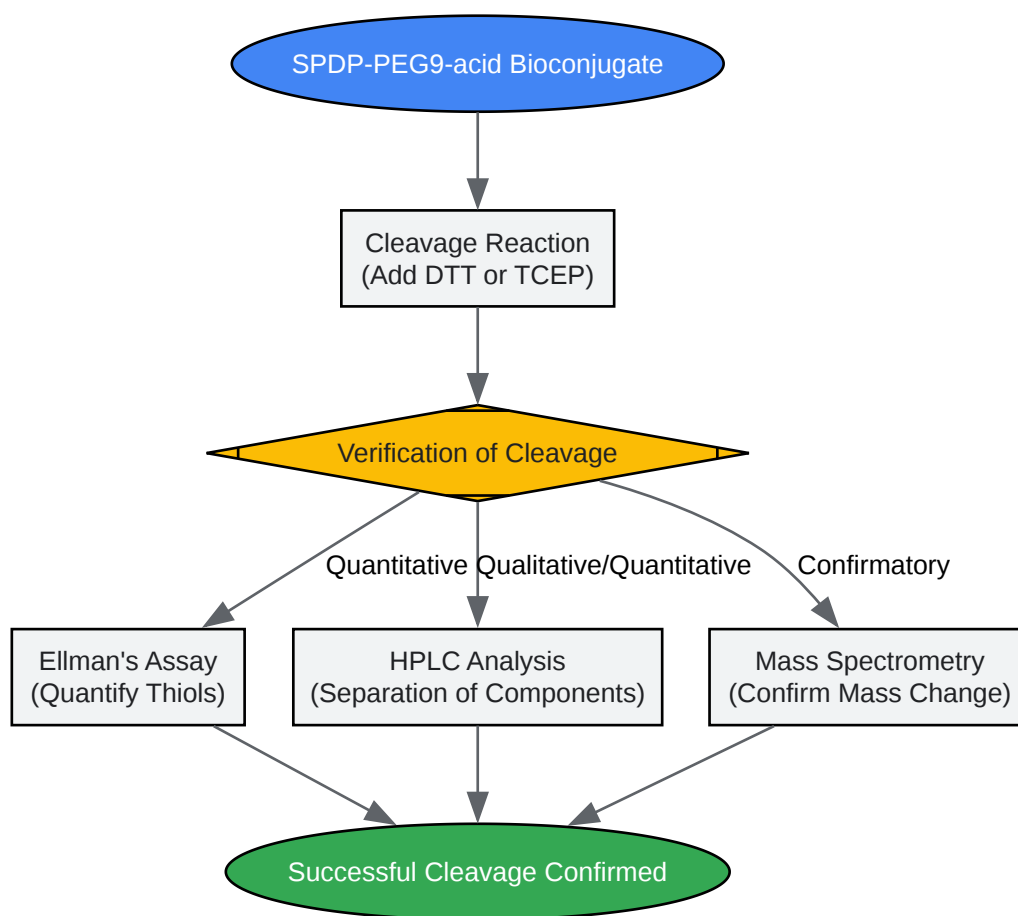 SPDP-PEG9-acid Bioconjugate
Cleavage Reaction
(Add DTT or TCEP)
Verification of Cleavage
Quantitative
Qualitative/Quantitative
Confirmatory
Ellman's Assay
(Quantify Thiols)
HPLC Analysis
(Separation of Components)
Mass Spectrometry
(Confirm Mass Change)
Successful Cleavage Confirmed